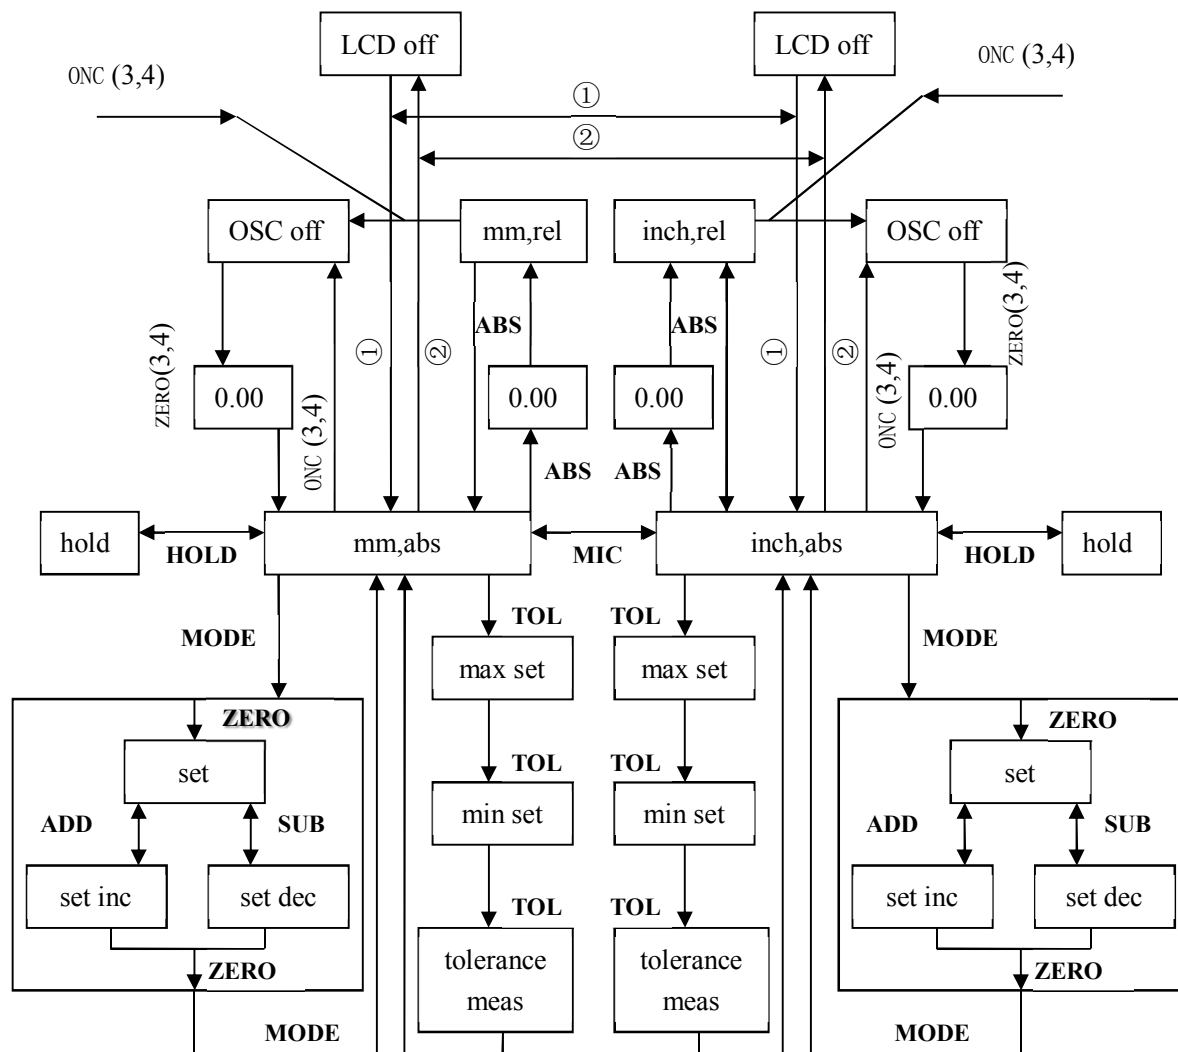 LCD off
LCD off
ONC (3,4)
ONC (3,4)
①
②
OSC off
mm,rel
inch,rel
OSC off
ABS
ABS
ZERO(3,4)
①
②
①
②
ZERO(3,4)
0.00
0.00
0.00
0.00
ONC (3,4)
ONC (3,4)
ABS
ABS
hold
HOLD
mm,abs
MIC
inch,abs
HOLD
hold
MODE
TOL
TOL
MODE
max set
max set
ZERO
ZERO
set
TOL
TOL
set
min set
min set
ADD
SUB
ADD
SUB
set inc
set dec
set inc
set dec
TOL
TOL
tolerance
meas
tolerance
meas
ZERO
ZERO
MODE
MODE